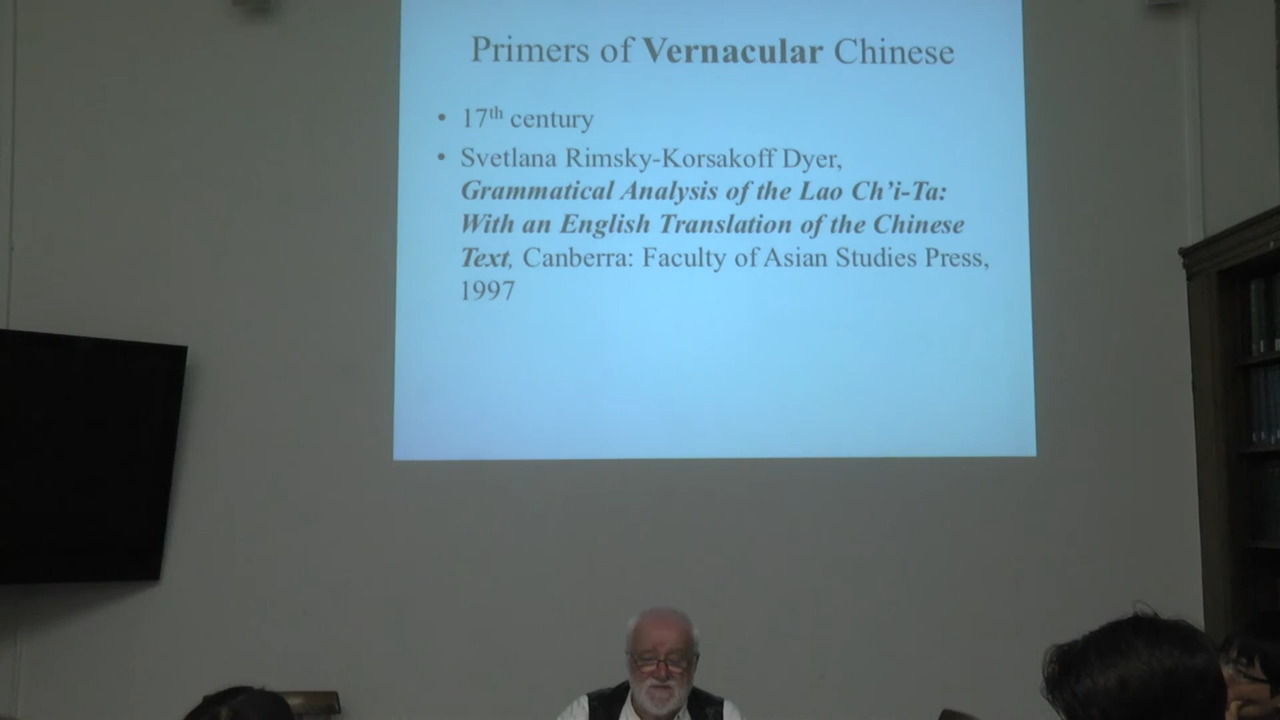 Primers of Vernacular Chinese
• 17th century
• Svetlana Rimsky-Korsakoff Dyer,
Grammatical Analysis of the Lao Ch’i-Ta:
With an English Translation of the Chinese
Text, Canberra: Faculty of Asian Studies Press,
1997